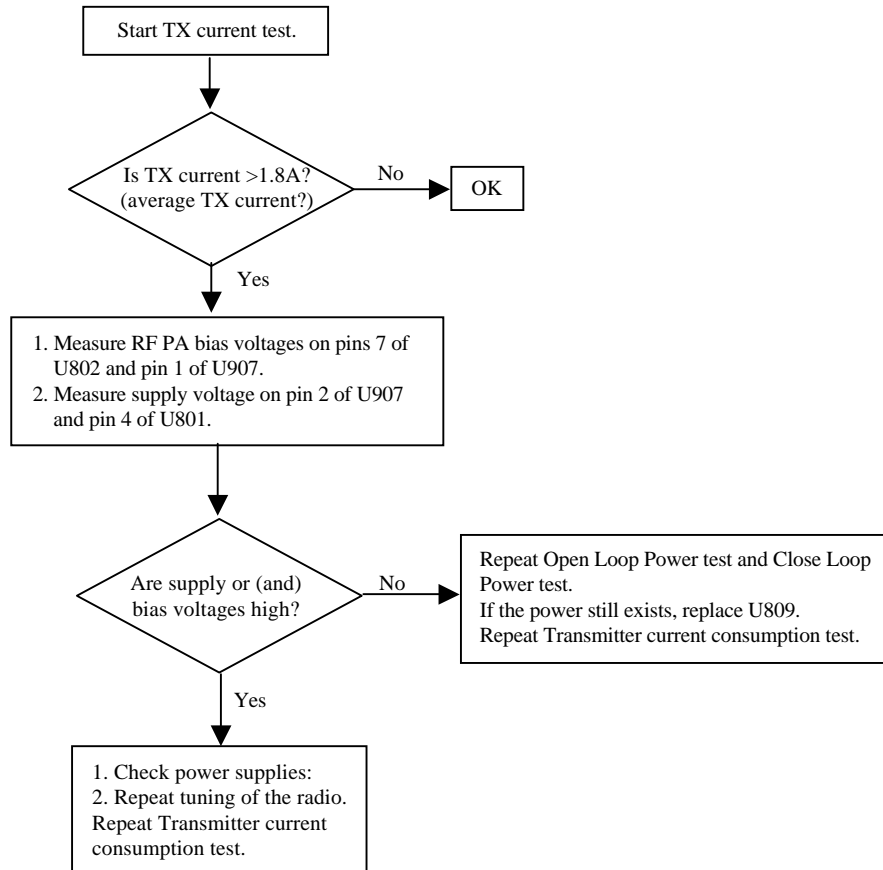 Start TX current test.
Is TX current >1.8A?
(average TX current?)
No
OK
Yes
1. Measure RF PA bias voltages on pins 7 of
U802 and pin 1 of U907.
2. Measure supply voltage on pin 2 of U907
and pin 4 of U801.
Are supply or (and)
bias voltages high?
No
Repeat Open Loop Power test and Close Loop
Power test.
If the power still exists, replace U809.
Repeat Transmitter current consumption test.
Yes
1. Check power supplies:
2. Repeat tuning of the radio.
Repeat Transmitter current
consumption test.